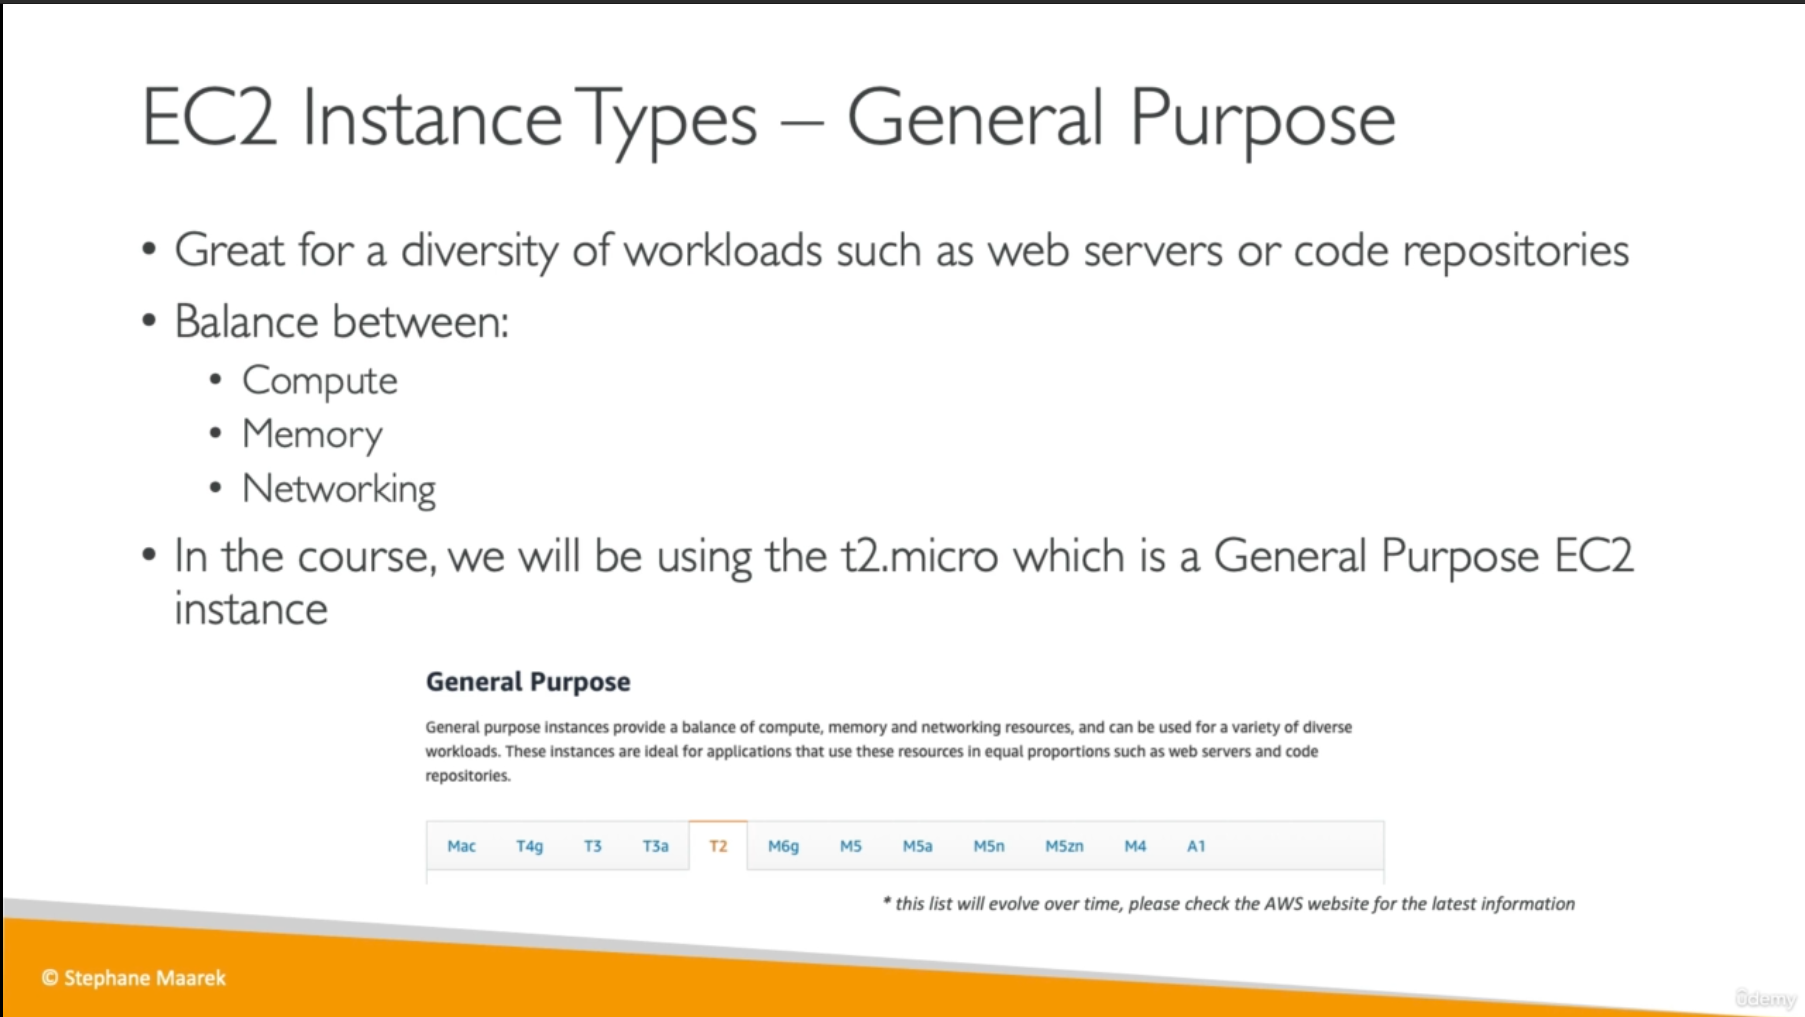 EC2 Instance Types – General Purpose
• Great for a diversity of workloads such as web servers or code repositories
• Balance between:
• Compute
• Memory
• Networking
• In the course, we will be using the t2.micro which is a General Purpose EC2
instance
General Purpose
General purpose instances provide a balance of compute, memory and networking resources, and can be used for a variety of diverse
workloads. These instances are ideal for applications that use these resources in equal proportions such as web servers and code
repositories.
Mac T4g T3 T3a T2 M6g M5 M5a M5n M5zn M4 A1
* this list will evolve over time, please check the AWS website for the latest information
© Stephane Maarek
ûdemy